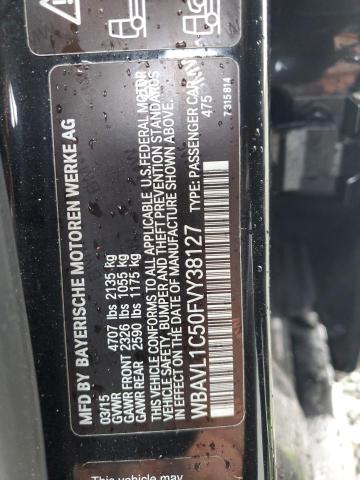 MFD BY BAYERISCHE MOTOREN WERKE AG
03/15
GVWR 4707 lbs 2135 kg
GAWR FRONT 2326 lbs 1055 kg
GAWR REAR 2590 lbs 1175 kg
THIS VEHICLE CONFORMS TO ALL APPLICABLE U.S.FEDERAL MOTOR
VEHICLE SAFETY, BUMPER AND THEFT PREVENTION STANDARDS
IN EFFECT ON THE DATE OF MANUFACTURE SHOWN ABOVE.
WBAVL1C50FVY38127 TYPE: PASSENGER CAR
475
7 315 814
This vehicle may